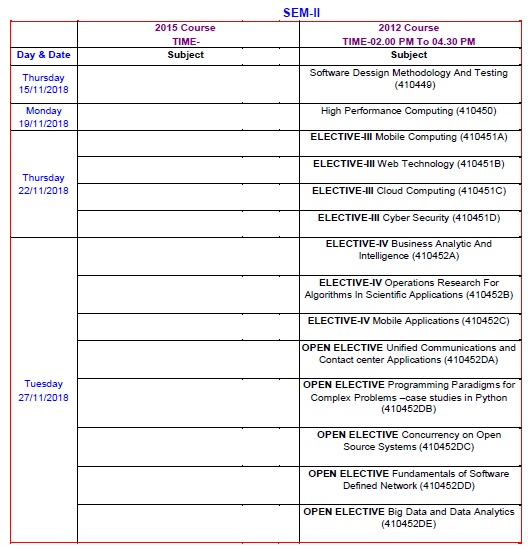 SEM-II
2015 Course
TIME-
2012 Course
TIME-02.00 PM To 04.30 PM
Day & Date
Subject
Subject
Thursday
15/11/2018
Software Dessign Methodology And Testing
(410449)
Monday
19/11/2018
High Performance Computing (410450)
Thursday
22/11/2018
ELECTIVE-III Mobile Computing (410451A)
ELECTIVE-III Web Technology (410451B)
ELECTIVE-III Cloud Computing (410451C)
ELECTIVE-III Cyber Security (410451D)
Tuesday
27/11/2018
ELECTIVE-IV Business Analytic And
Intelligence (410452A)
ELECTIVE-IV Operations Research For
Algorithms In Scientific Applications (410452B)
ELECTIVE-IV Mobile Applications (410452C)
OPEN ELECTIVE Unified Communications and
Contact center Applications (410452DA)
OPEN ELECTIVE Programming Paradigms for
Complex Problems –case studies in Python
(410452DB)
OPEN ELECTIVE Concurrency on Open
Source Systems (410452DC)
OPEN ELECTIVE Fundamentals of Software
Defined Network (410452DD)
OPEN ELECTIVE Big Data and Data Analytics
(410452DE)